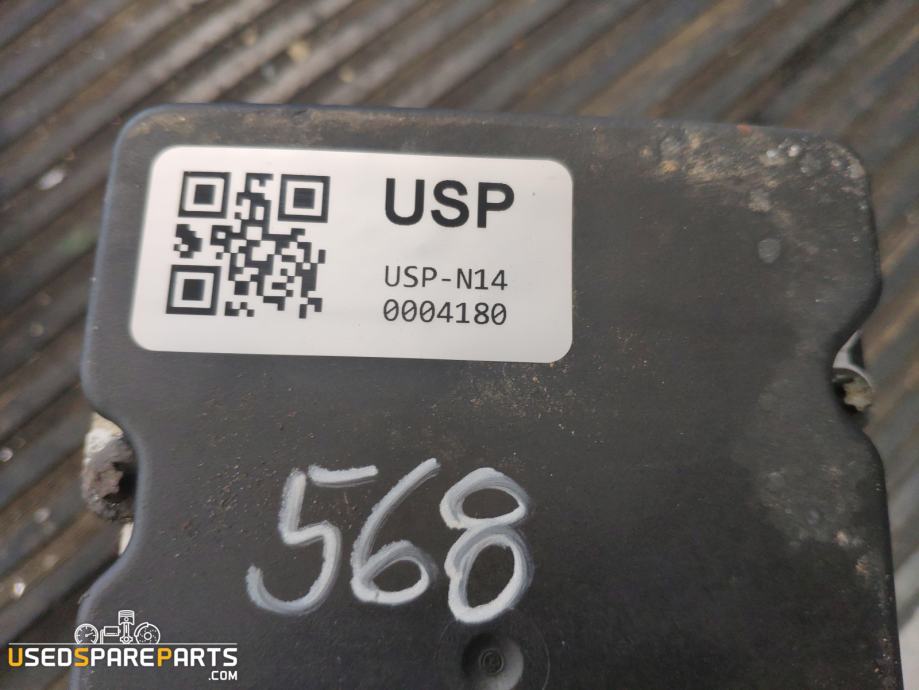 USP
USP-N14
0004180
568
USEDSPAREPARTS
.COM